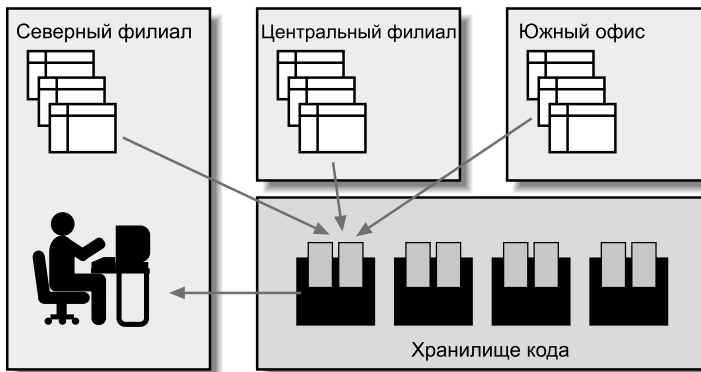 Северный филиал
Центральный филиал
Южный офис
Хранилище кода